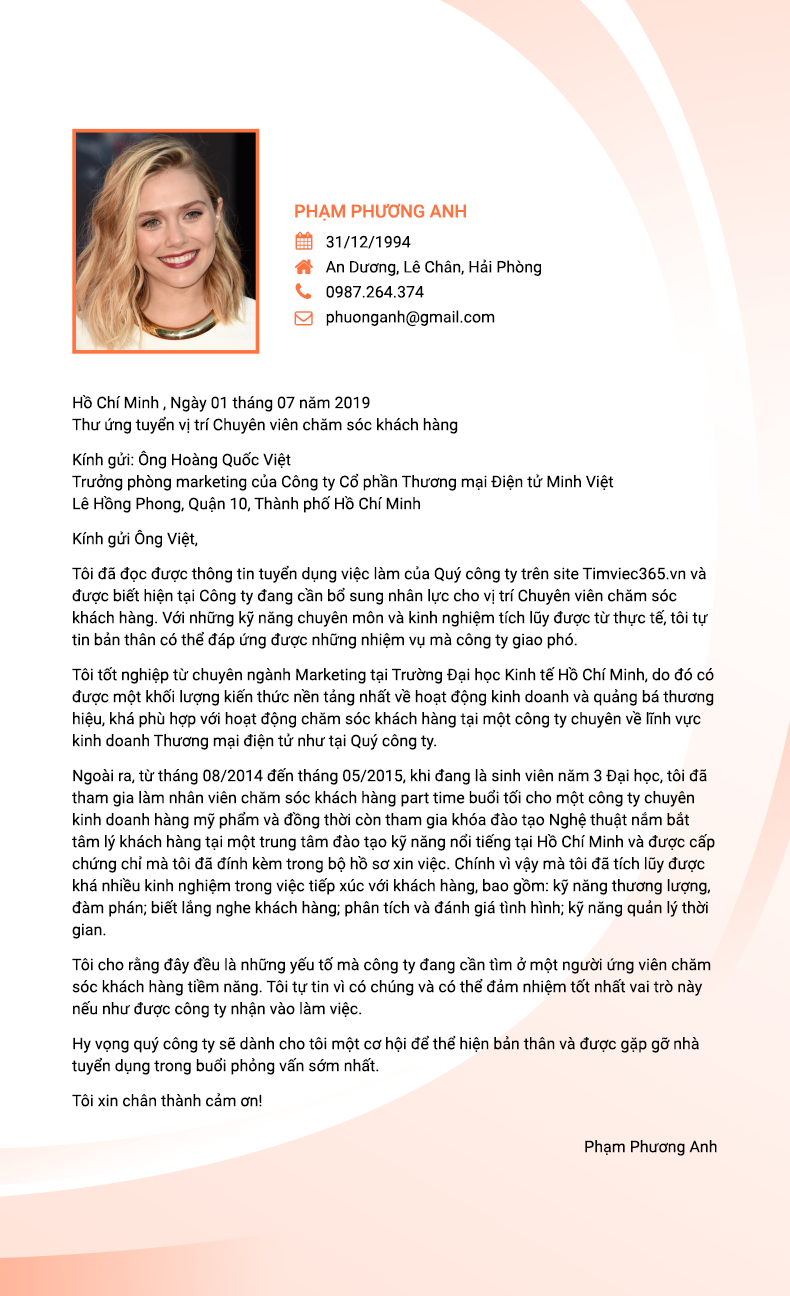 PHẠM PHƯƠNG ANH
31/12/1994
An Dương, Lê Chân, Hải Phòng
0987.264.374
phuonganh@gmail.com
Hồ Chí Minh , Ngày 01 tháng 07 năm 2019
Thư ứng tuyển vị trí Chuyên viên chăm sóc khách hàng
Kính gửi: Ông Hoàng Quốc Việt
Trưởng phòng marketing của Công ty Cổ phần Thương mại Điện tử Minh Việt
Lê Hồng Phong, Quận 10, Thành phố Hồ Chí Minh
Kính gửi Ông Việt,
Tôi đã đọc được thông tin tuyển dụng việc làm của Quý công ty trên site Timviec365.vn và
được biết hiện tại Công ty đang cần bổ sung nhân lực cho vị trí Chuyên viên chăm sóc
khách hàng. Với những kỹ năng chuyên môn và kinh nghiệm tích lũy được từ thực tế, tôi tự
tin bản thân có thể đáp ứng được những nhiệm vụ mà công ty giao phó.
Tôi tốt nghiệp từ chuyên ngành Marketing tại Trường Đại học Kinh tế Hồ Chí Minh, do đó có
được một khối lượng kiến thức nền tảng nhất về hoạt động kinh doanh và quảng bá thương
hiệu, khá phù hợp với hoạt động chăm sóc khách hàng tại một công ty chuyên về lĩnh vực
kinh doanh Thương mại điện tử như tại Quý công ty.
Ngoài ra, từ tháng 08/2014 đến tháng 05/2015, khi đang là sinh viên năm 3 Đại học, tôi đã
tham gia làm nhân viên chăm sóc khách hàng part time buổi tối cho một công ty chuyên
kinh doanh hàng mỹ phẩm và đồng thời còn tham gia khóa đào tạo Nghệ thuật nắm bắt
tâm lý khách hàng tại một trung tâm đào tạo kỹ năng nổi tiếng tại Hồ Chí Minh và được cấp
chứng chỉ mà tôi đã đính kèm trong bộ hồ sơ xin việc. Chính vì vậy mà tôi đã tích lũy được
khá nhiều kinh nghiệm trong việc tiếp xúc với khách hàng, bao gồm: kỹ năng thương lượng,
đàm phán; biết lắng nghe khách hàng; phân tích và đánh giá tình hình; kỹ năng quản lý thời
gian.
Tôi cho rằng đây đều là những yếu tố mà công ty đang cần tìm ở một người ứng viên chăm
sóc khách hàng tiềm năng. Tôi tự tin vì có chúng và có thể đảm nhiệm tốt nhất vai trò này
nếu như được công ty nhận vào làm việc.
Hy vọng quý công ty sẽ dành cho tôi một cơ hội để thể hiện bản thân và được gặp gỡ nhà
tuyển dụng trong buổi phỏng vấn sớm nhất.
Tôi xin chân thành cảm ơn!
Phạm Phương Anh